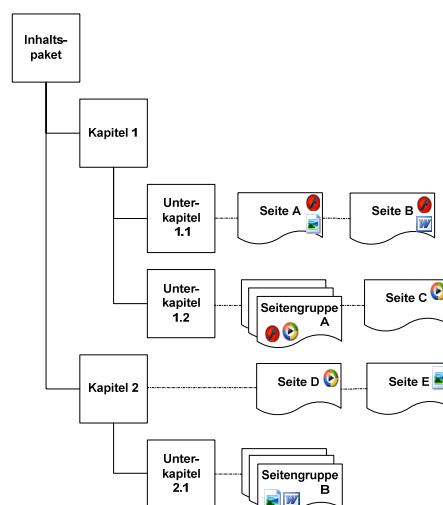 Inhalts-
paket
Kapitel 1
Unter-
kapitel
1.1
Seite A
Seite B
Unter-
kapitel
1.2
Seitengruppe
A
Seite C
Kapitel 2
Seite D
Seite E
Unter-
kapitel
2.1
Seitengruppe
B